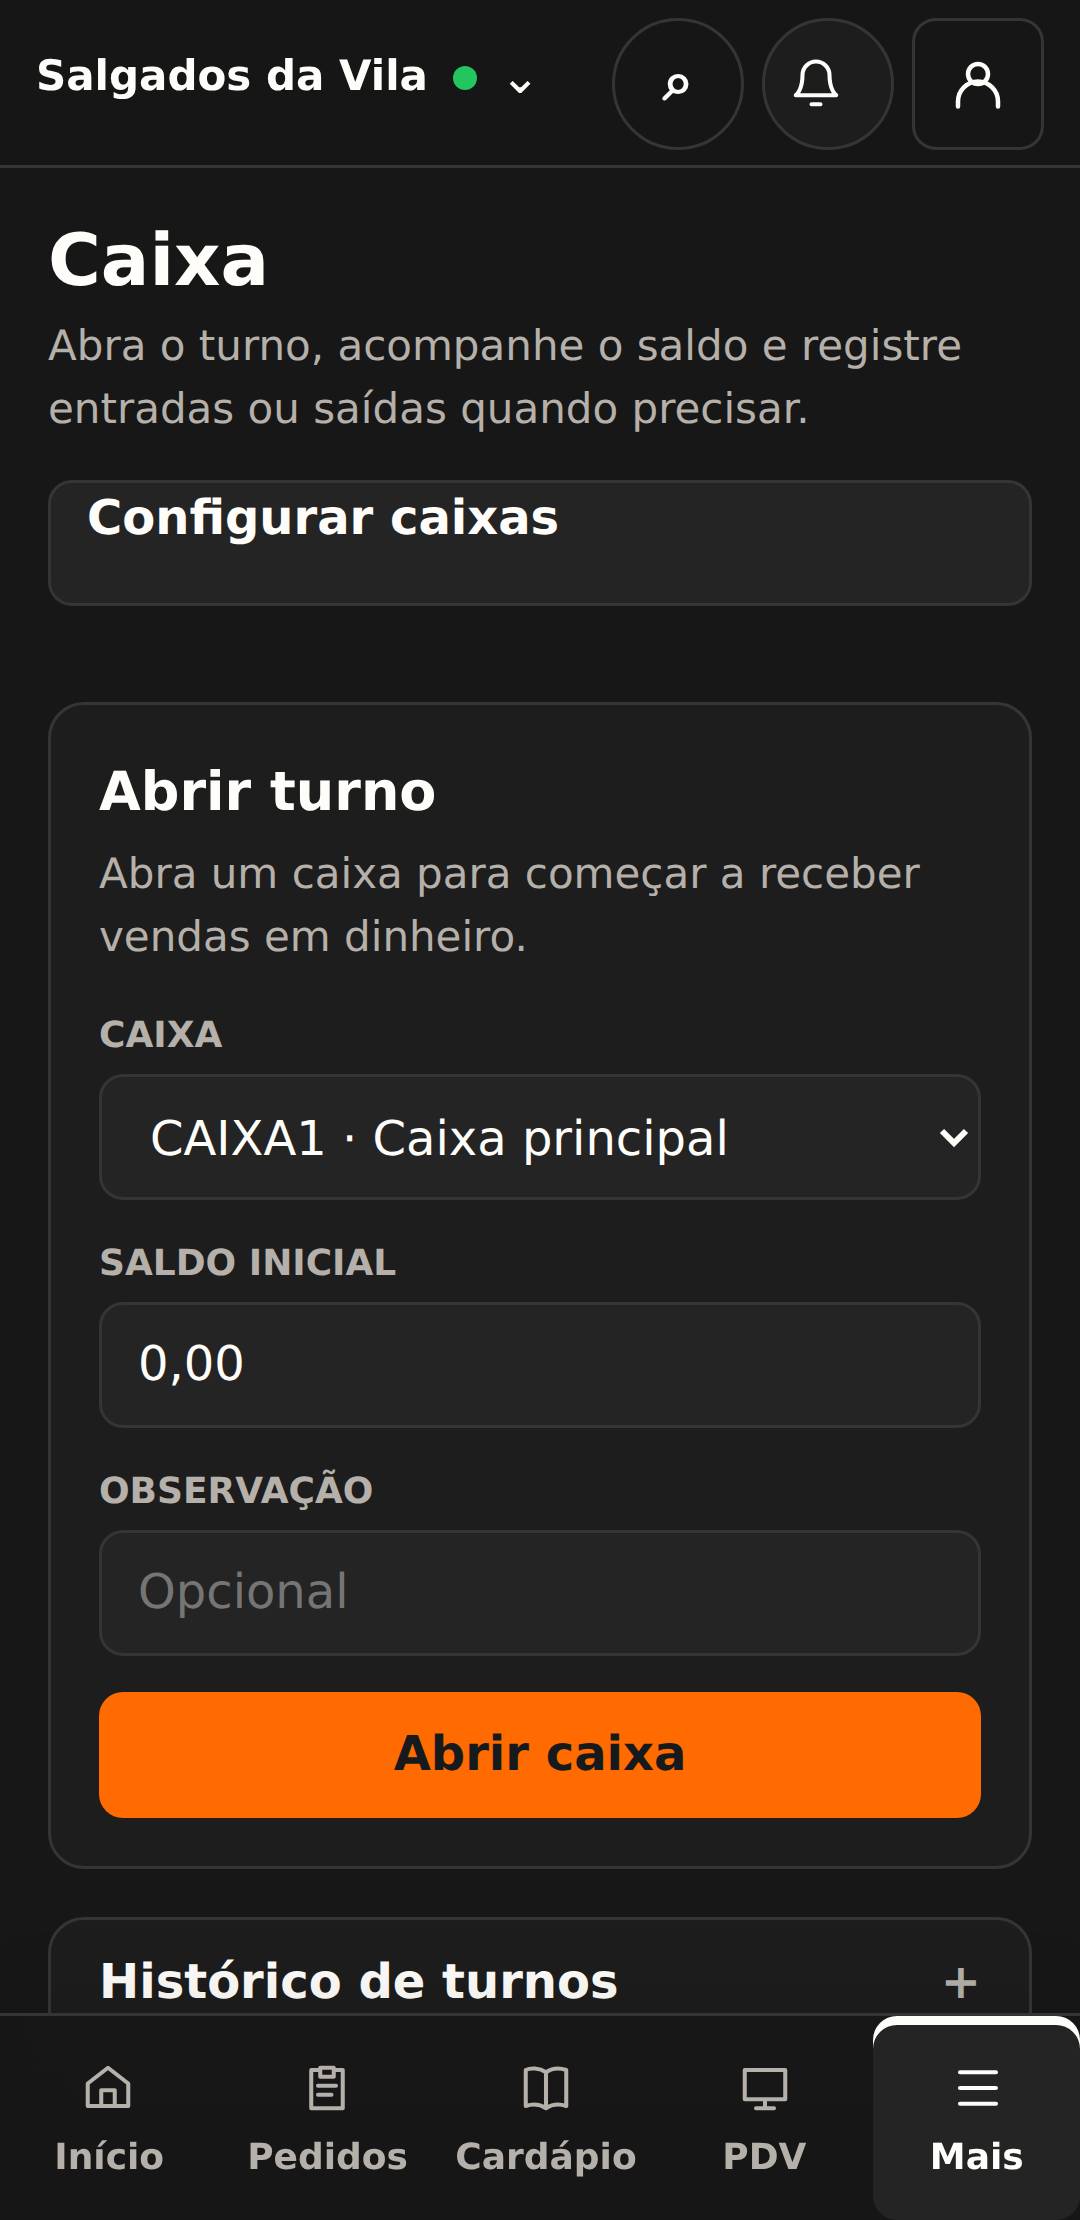 Salgados da Vila
Caixa
Abra o turno, acompanhe o saldo e registre
entradas ou saídas quando precisar.
Configurar caixas
Abrir turno
Abra um caixa para começar a receber
vendas em dinheiro.
CAIXA
CAIXA1 · Caixa principal
SALDO INICIAL
0,00
OBSERVAÇÃO
Opcional
Abrir caixa
Histórico de turnos +
Início Pedidos Cardápio PDV Mais